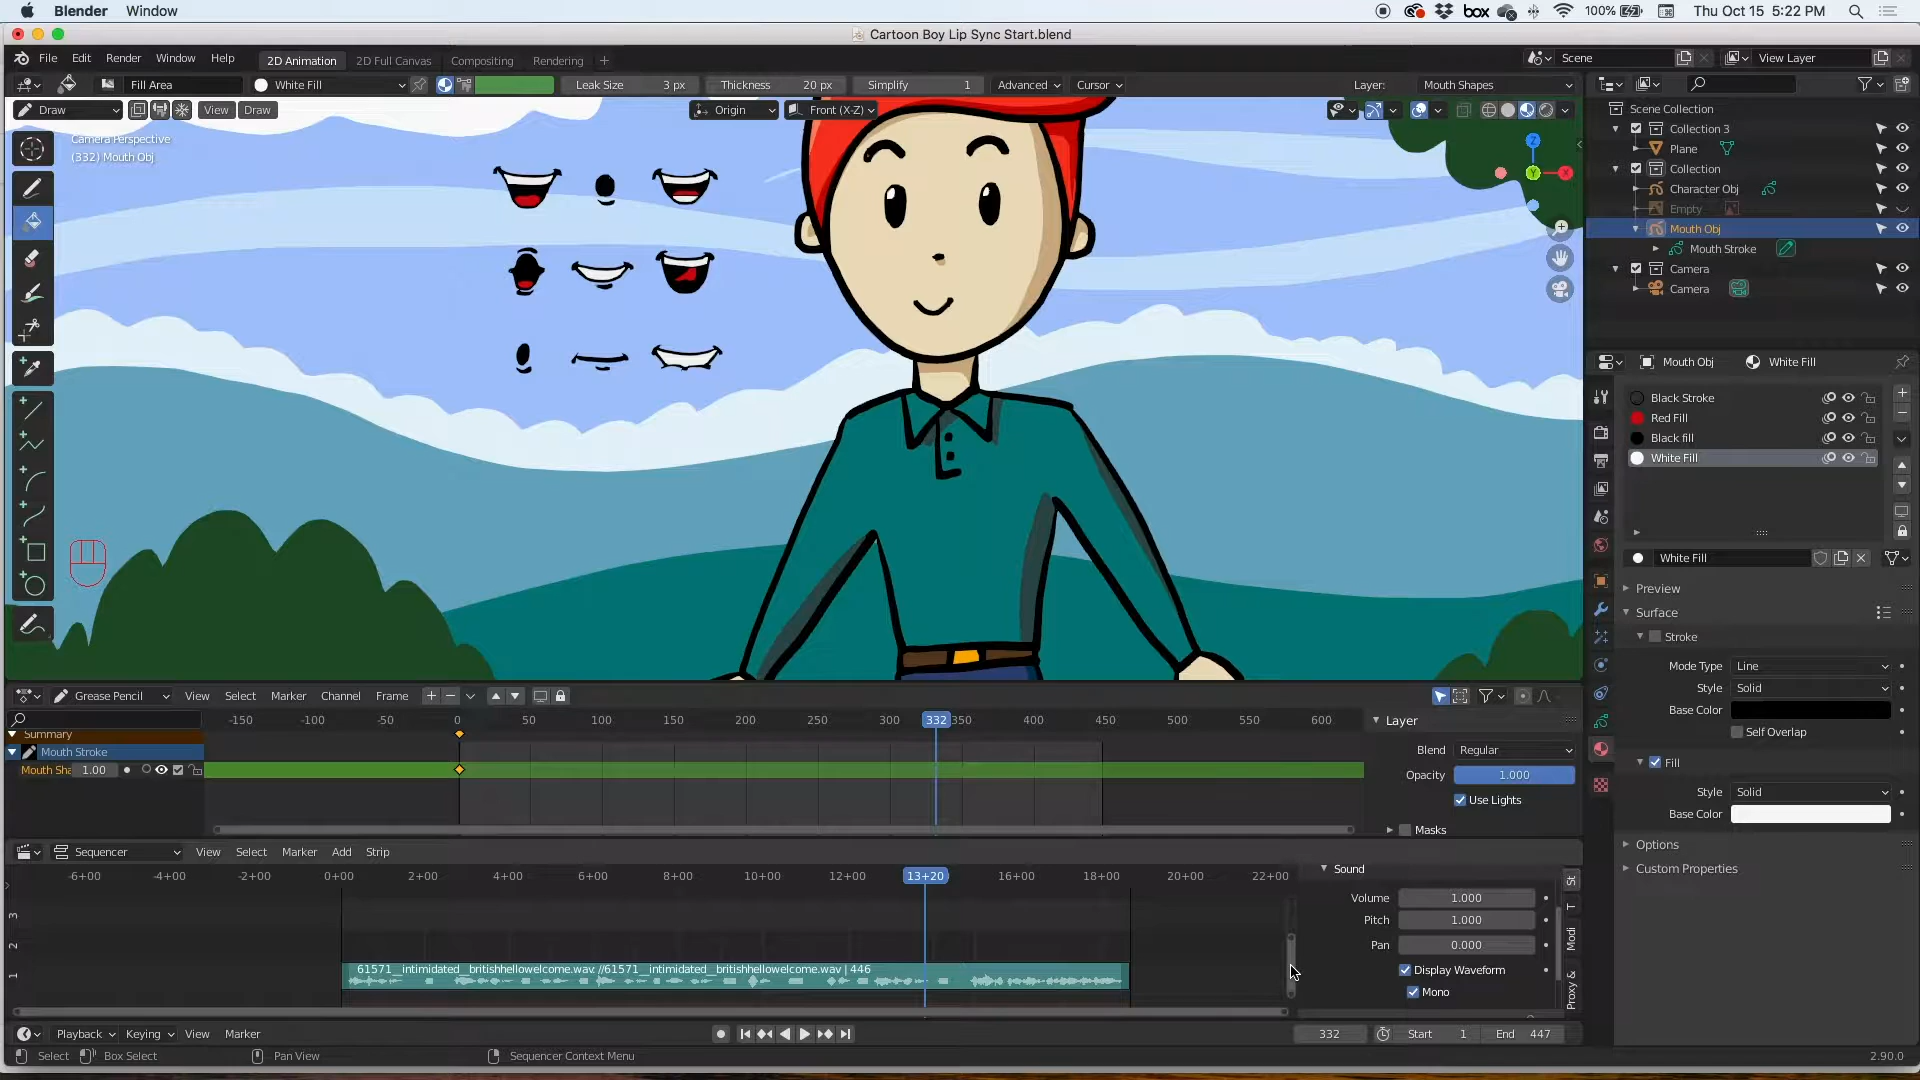 Blender Window
box 100% Thu Oct 15 5:22 PM
Cartoon Boy Lip Sync Start.blend
File Edit Render Window Help 2D Animation 2D Full Canvas Compositing Rendering + Scene View Layer
Fill Area White Fill Leak Size 3 px Thickness 20 px Simplify 1 Advanced Cursor Layer: Mouth Shapes
Draw View Draw Origin Front (X-Z)
Camera Perspective
(332) Mouth Obj
Z
Y
X
Scene Collection
Collection 3
Plane
Collection
Character Obj
Empty
Mouth Obj
Mouth Stroke
Camera
Camera
Mouth Obj White Fill
Black Stroke
Red Fill
Black fill
White Fill
White Fill
Preview
Surface
Stroke
Mode Type Line
Style Solid
Base Color
Self Overlap
Fill
Style Solid
Base Color
Options
Custom Properties
Grease Pencil View Select Marker Channel Frame
-150 -100 -50 0 50 100 150 200 250 300 332 350 400 450 500 550 600
Summary
Mouth Stroke
Mouth Sha 1.00
Layer
Blend Regular
Opacity 1.000
Use Lights
Masks
Sequencer View Select Marker Add Strip
-6+00 -4+00 -2+00 0+00 2+00 4+00 6+00 8+00 10+00 12+00 13+20 16+00 18+00 20+00 22+00
3
2
1
61571__intimidated__britishhellowelcome.wav: //61571__intimidated__britishhellowelcome.wav | 446
Sound
Volume 1.000
Pitch 1.000
Pan 0.000
Display Waveform
Mono
St
T
Modi
Proxy &
Playback Keying View Marker 332 Start 1 End 447
Select Box Select Pan View Sequencer Context Menu 2.90.0